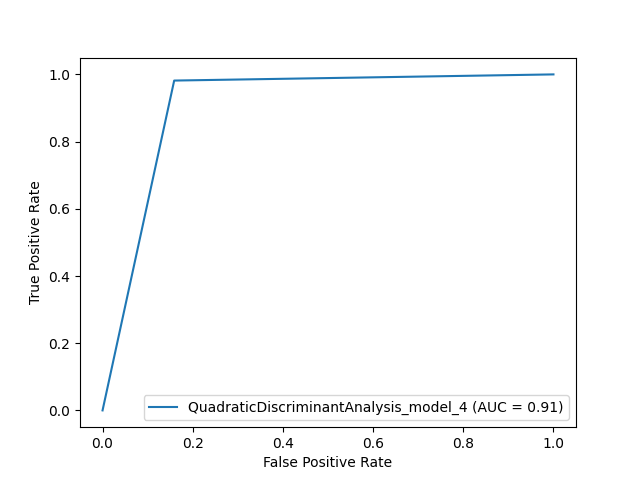 1.0
0.8
0.6
0.4
0.2
0.0
True Positive Rate
QuadraticDiscriminantAnalysis_model_4 (AUC = 0.91)
0.0 0.2 0.4 0.6 0.8 1.0
False Positive Rate